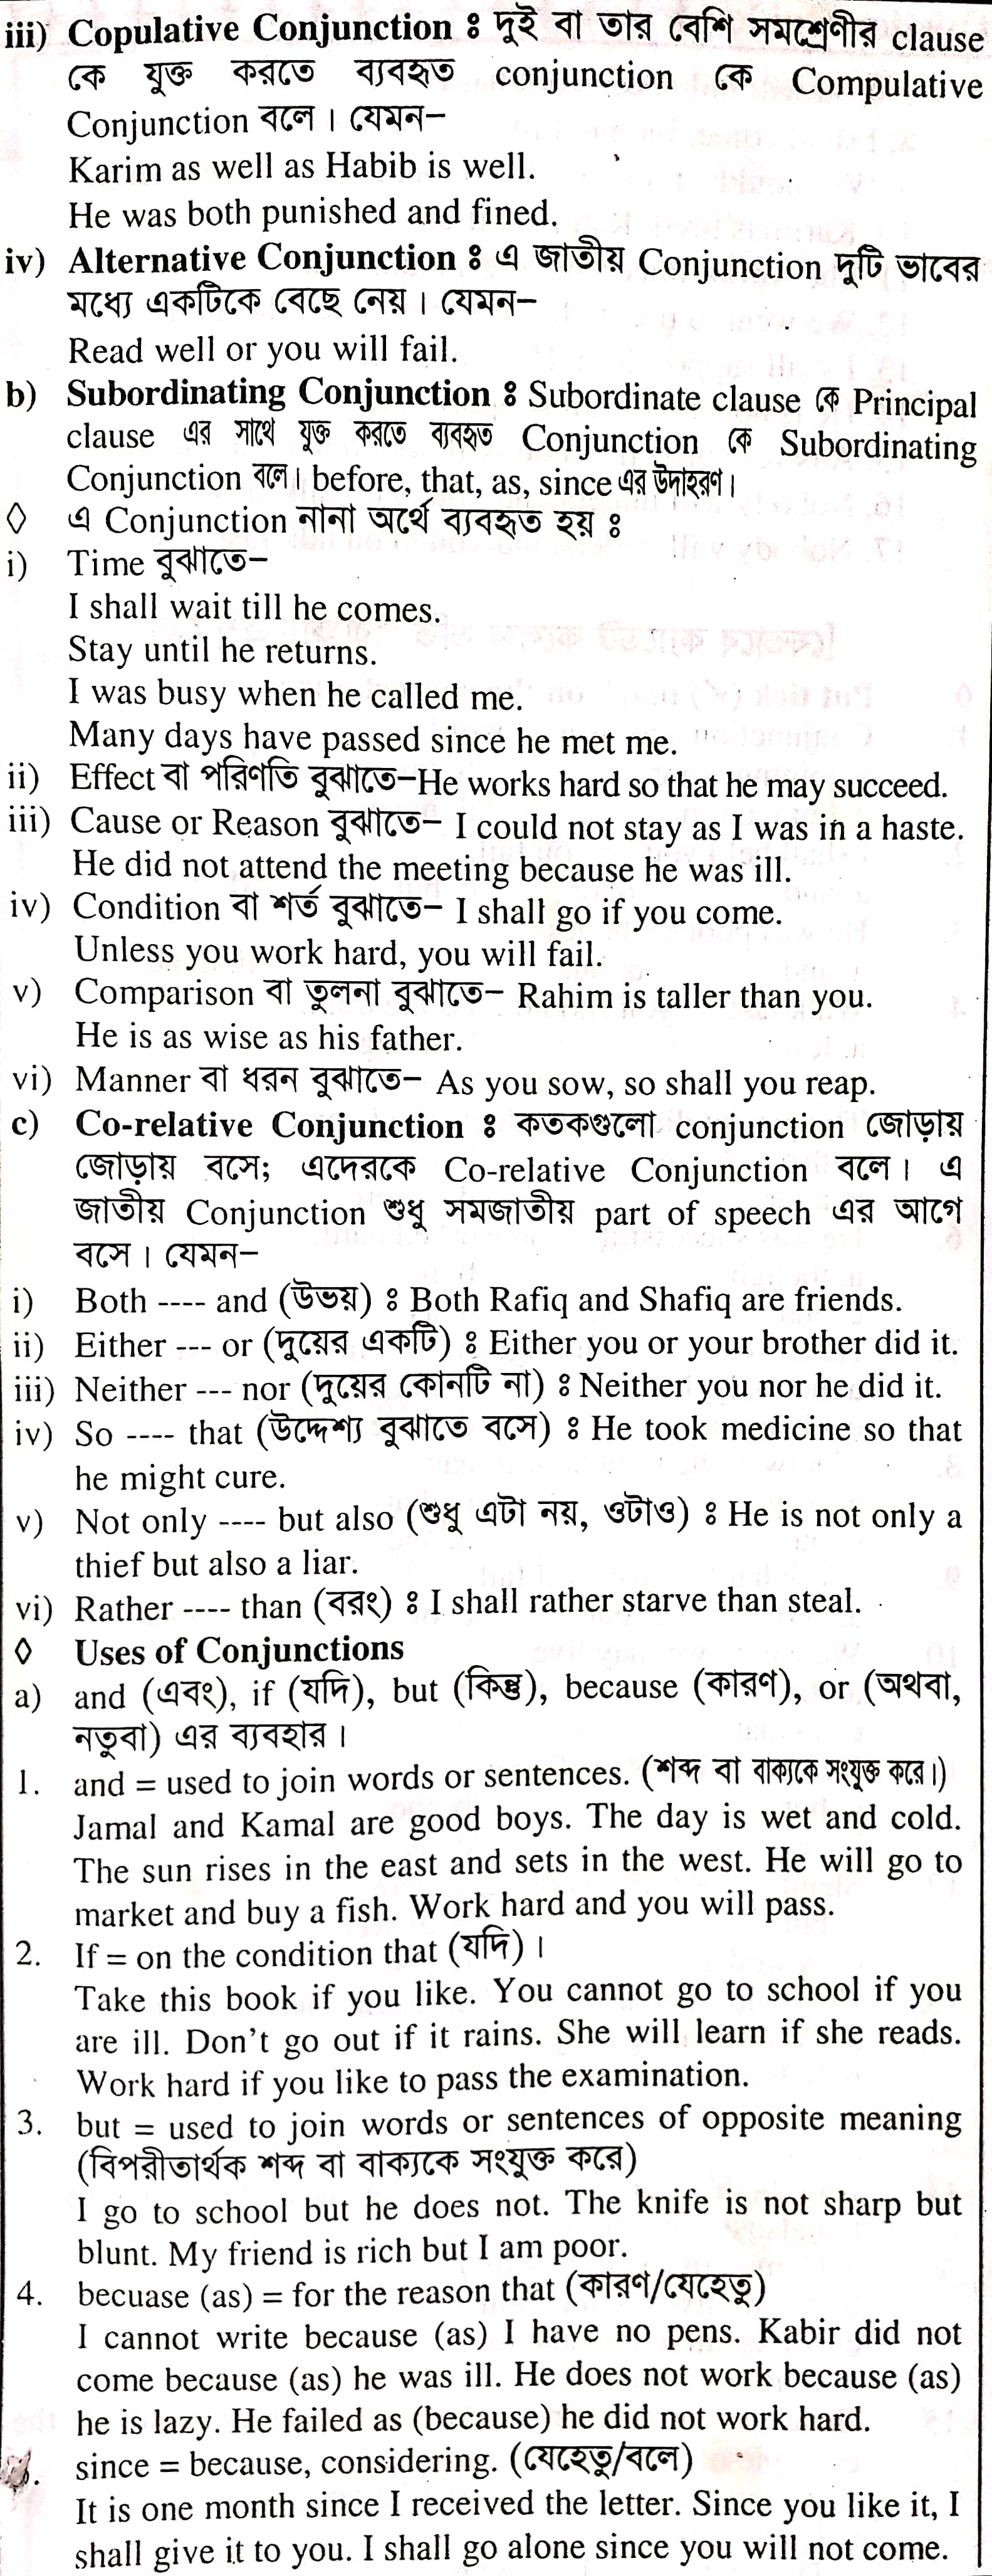 iii) Copulative Conjunction ঃ দুই বা তার বেশি সমশ্রেণীর clause
কে যুক্ত করতে ব্যবহৃত conjunction কে Compulative
Conjunction বলে। যেমন–
Karim as well as Habib is well.
He was both punished and fined.
iv) Alternative Conjunction ঃ এ জাতীয় Conjunction দুটি ভাবের
মধ্যে একটিকে বেছে নেয়। যেমন–
Read well or you will fail.
b) Subordinating Conjunction ঃ Subordinate clause কে Principal
clause এর সাথে যুক্ত করতে ব্যবহৃত Conjunction কে Subordinating
Conjunction বলে। before, that, as, since এর উদাহরণ।
◊ এ Conjunction নানা অর্থে ব্যবহৃত হয় ঃ
i) Time বুঝাতে–
I shall wait till he comes.
Stay until he returns.
I was busy when he called me.
Many days have passed since he met me.
ii) Effect বা পরিণতি বুঝাতে–He works hard so that he may succeed.
iii) Cause or Reason বুঝাতে– I could not stay as I was in a haste.
He did not attend the meeting because he was ill.
iv) Condition বা শর্ত বুঝাতে– I shall go if you come.
Unless you work hard, you will fail.
v) Comparison বা তুলনা বুঝাতে– Rahim is taller than you.
He is as wise as his father.
vi) Manner বা ধরন বুঝাতে– As you sow, so shall you reap.
c) Co-relative Conjunction ঃ কতকগুলো conjunction জোড়ায়
জোড়ায় বসে; এদেরকে Co-relative Conjunction বলে। এ
জাতীয় Conjunction শুধু সমজাতীয় part of speech এর আগে
বসে। যেমন–
i) Both ---- and (উভয়) ঃ Both Rafiq and Shafiq are friends.
ii) Either --- or (দুয়ের একটি) ঃ Either you or your brother did it.
iii) Neither --- nor (দুয়ের কোনটি না) ঃ Neither you nor he did it.
iv) So ---- that (উদ্দেশ্য বুঝাতে বসে) ঃ He took medicine so that
he might cure.
v) Not only ---- but also (শুধু এটা নয়, ওটাও) ঃ He is not only a
thief but also a liar.
vi) Rather ---- than (বরং) ঃ I shall rather starve than steal.
◊ Uses of Conjunctions
a) and (এবং), if (যদি), but (কিন্তু), because (কারণ), or (অথবা,
নতুবা) এর ব্যবহার।
1. and = used to join words or sentences. (শব্দ বা বাক্যকে সংযুক্ত করে।)
Jamal and Kamal are good boys. The day is wet and cold.
The sun rises in the east and sets in the west. He will go to
market and buy a fish. Work hard and you will pass.
2. If = on the condition that (যদি)।
Take this book if you like. You cannot go to school if you
are ill. Don't go out if it rains. She will learn if she reads.
Work hard if you like to pass the examination.
3. but = used to join words or sentences of opposite meaning
(বিপরীতার্থক শব্দ বা বাক্যকে সংযুক্ত করে)
I go to school but he does not. The knife is not sharp but
blunt. My friend is rich but I am poor.
4. becuase (as) = for the reason that (কারণ/যেহেতু)
I cannot write because (as) I have no pens. Kabir did not
come because (as) he was ill. He does not work because (as)
he is lazy. He failed as (because) he did not work hard.
since = because, considering. (যেহেতু/বলে)
It is one month since I received the letter. Since you like it, I
shall give it to you. I shall go alone since you will not come.